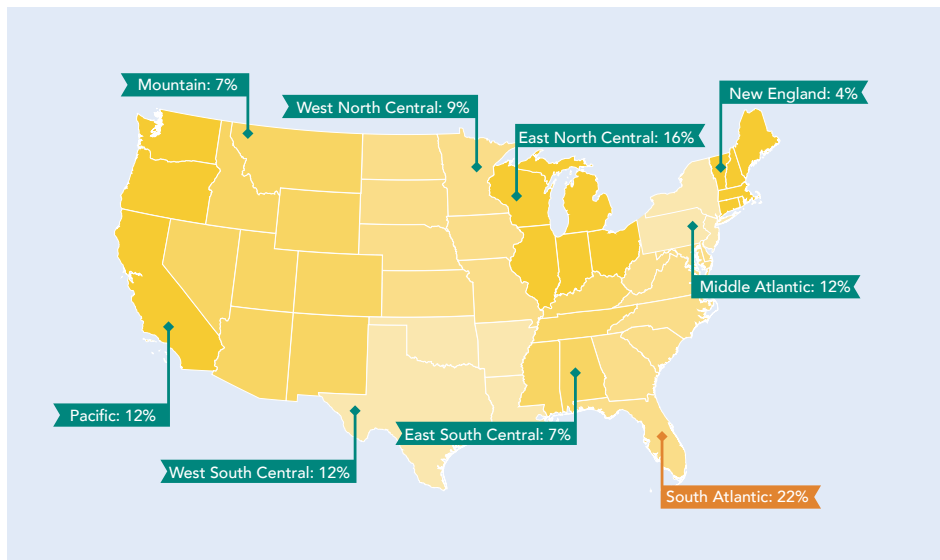 Mountain: 7%
New England: 4%
West North Central: 9%
East North Central: 16%
Middle Atlantic: 12%
Pacific: 12%
East South Central: 7%
West South Central: 12%
South Atlantic: 22%